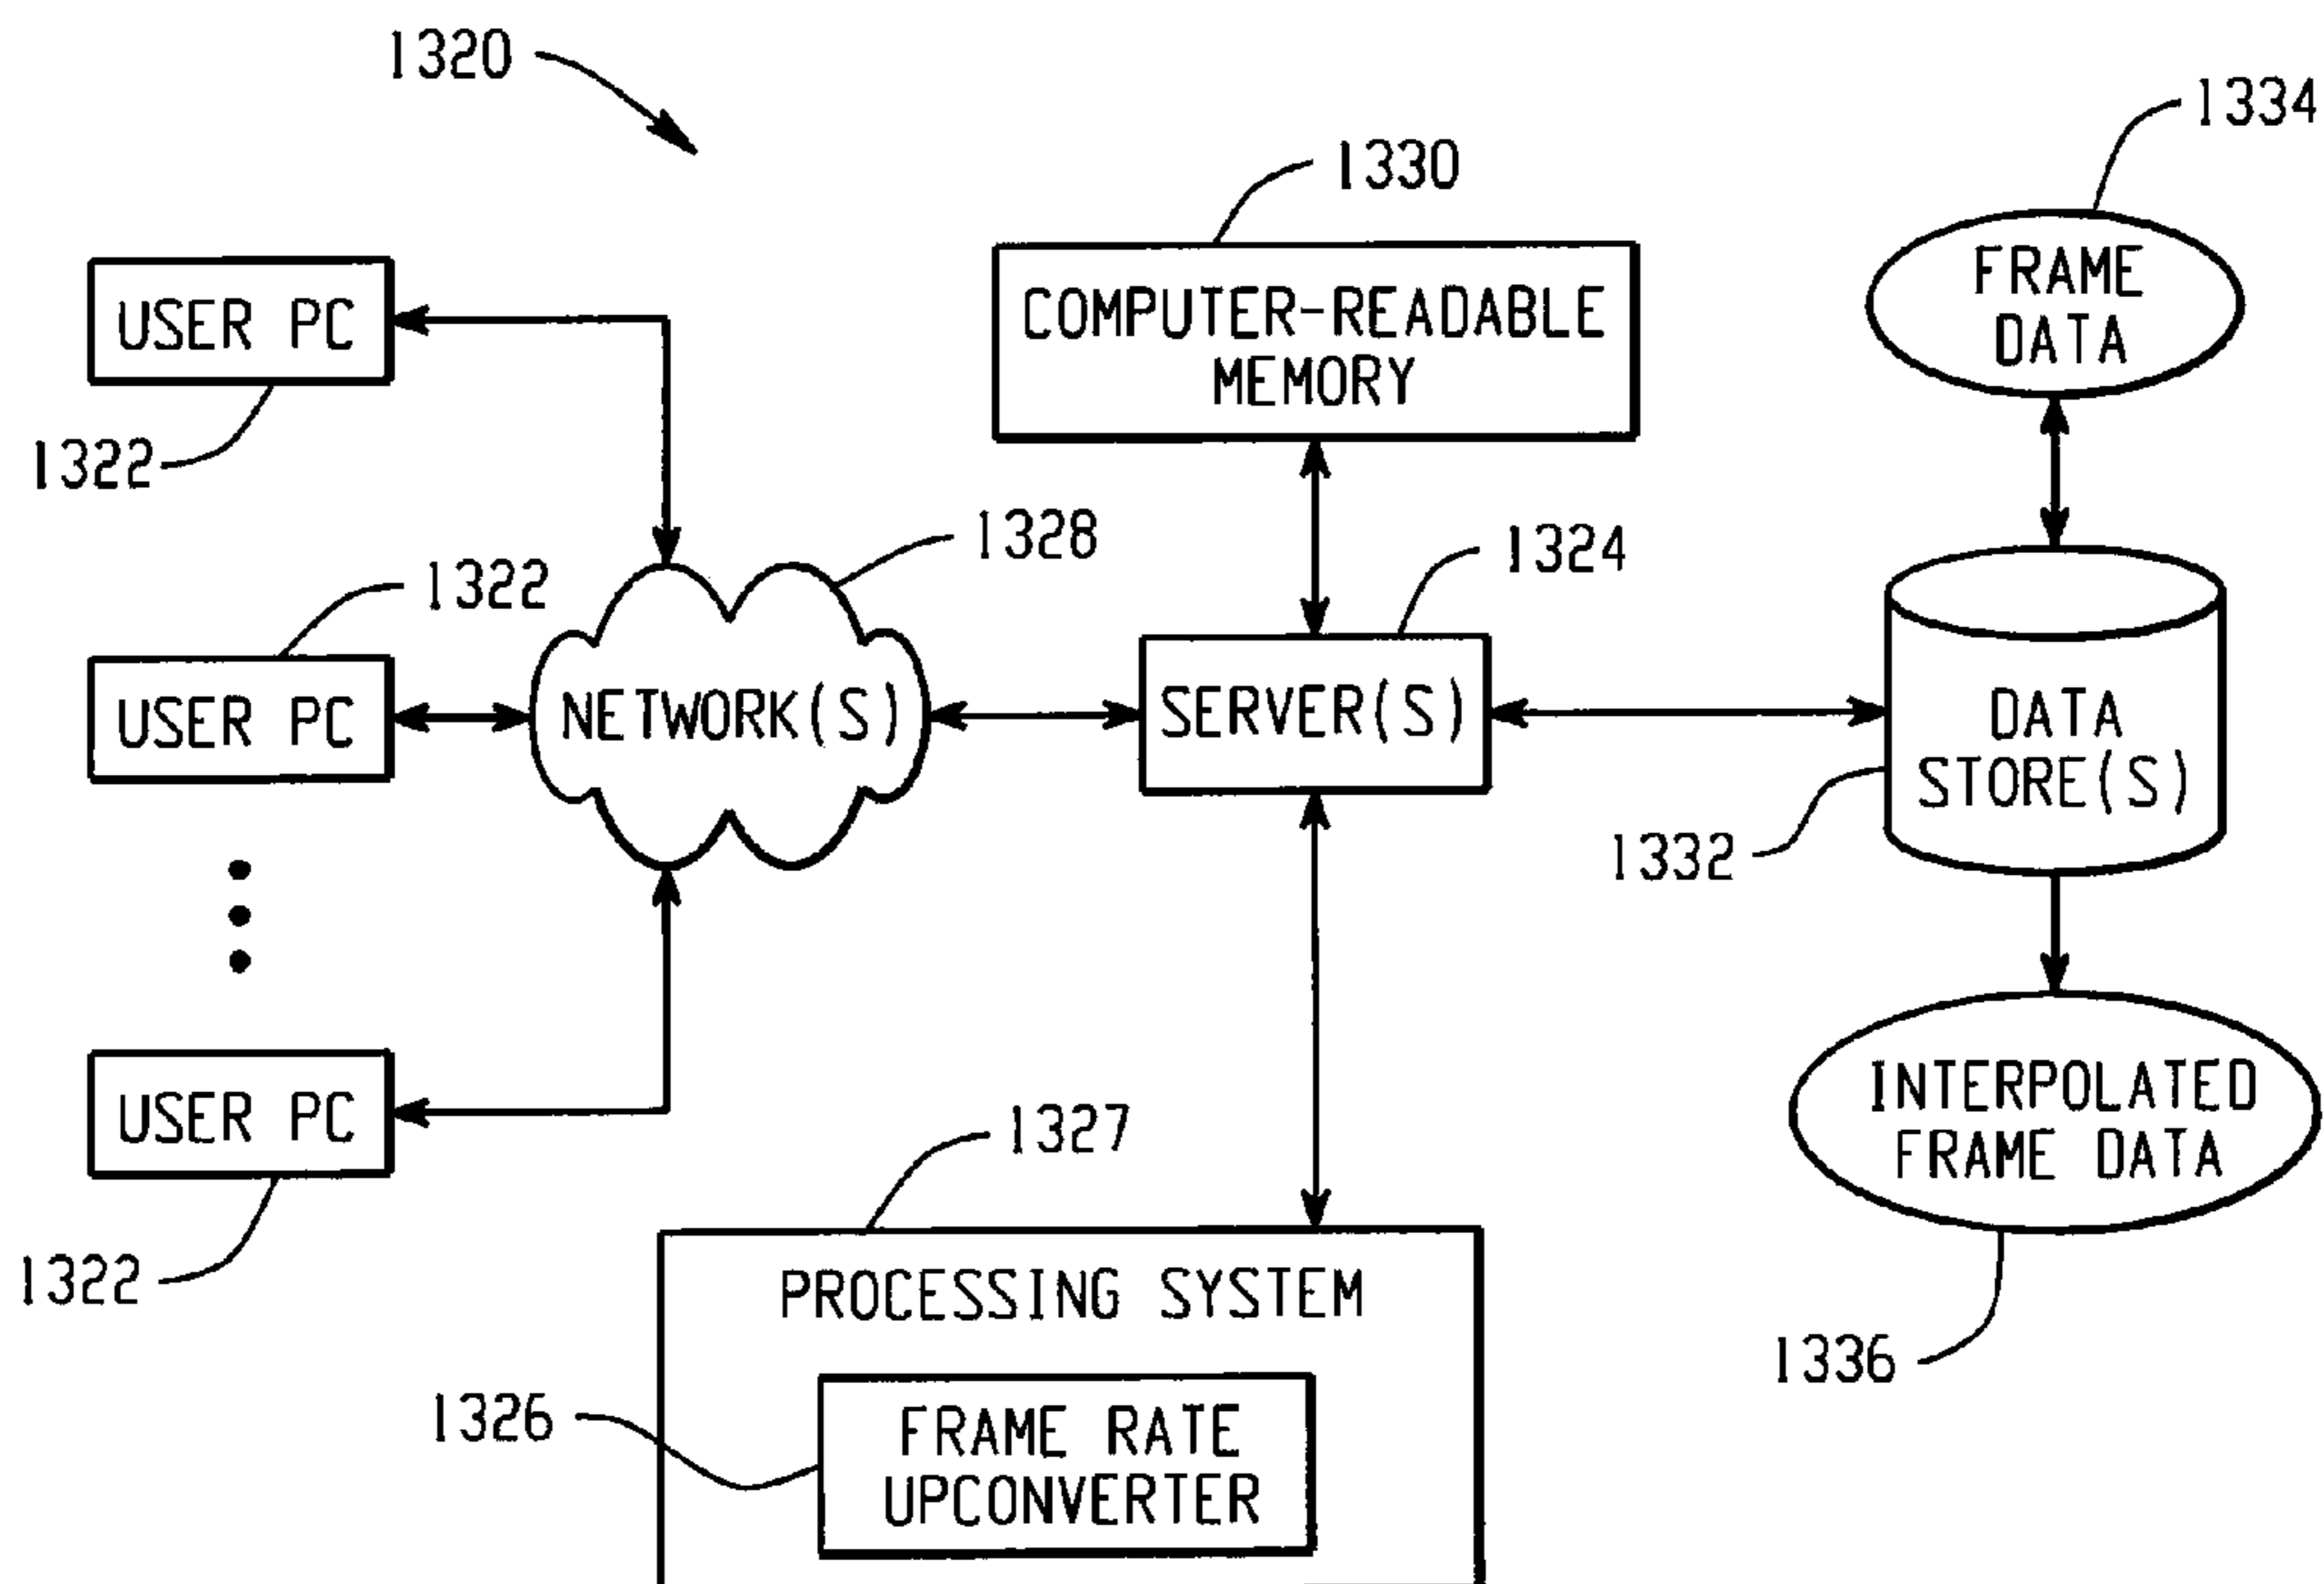 1320
1334
1330
USER PC
COMPUTER-READABLE
MEMORY
FRAME
DATA
1322
1328
1324
1322
USER PC
NETWORK(S)
SERVER(S)
DATA
STORE(S)
1332
USER PC
1327
INTERPOLATED
FRAME DATA
1322
PROCESSING SYSTEM
1336
1326
FRAME RATE
UPCONVERTER